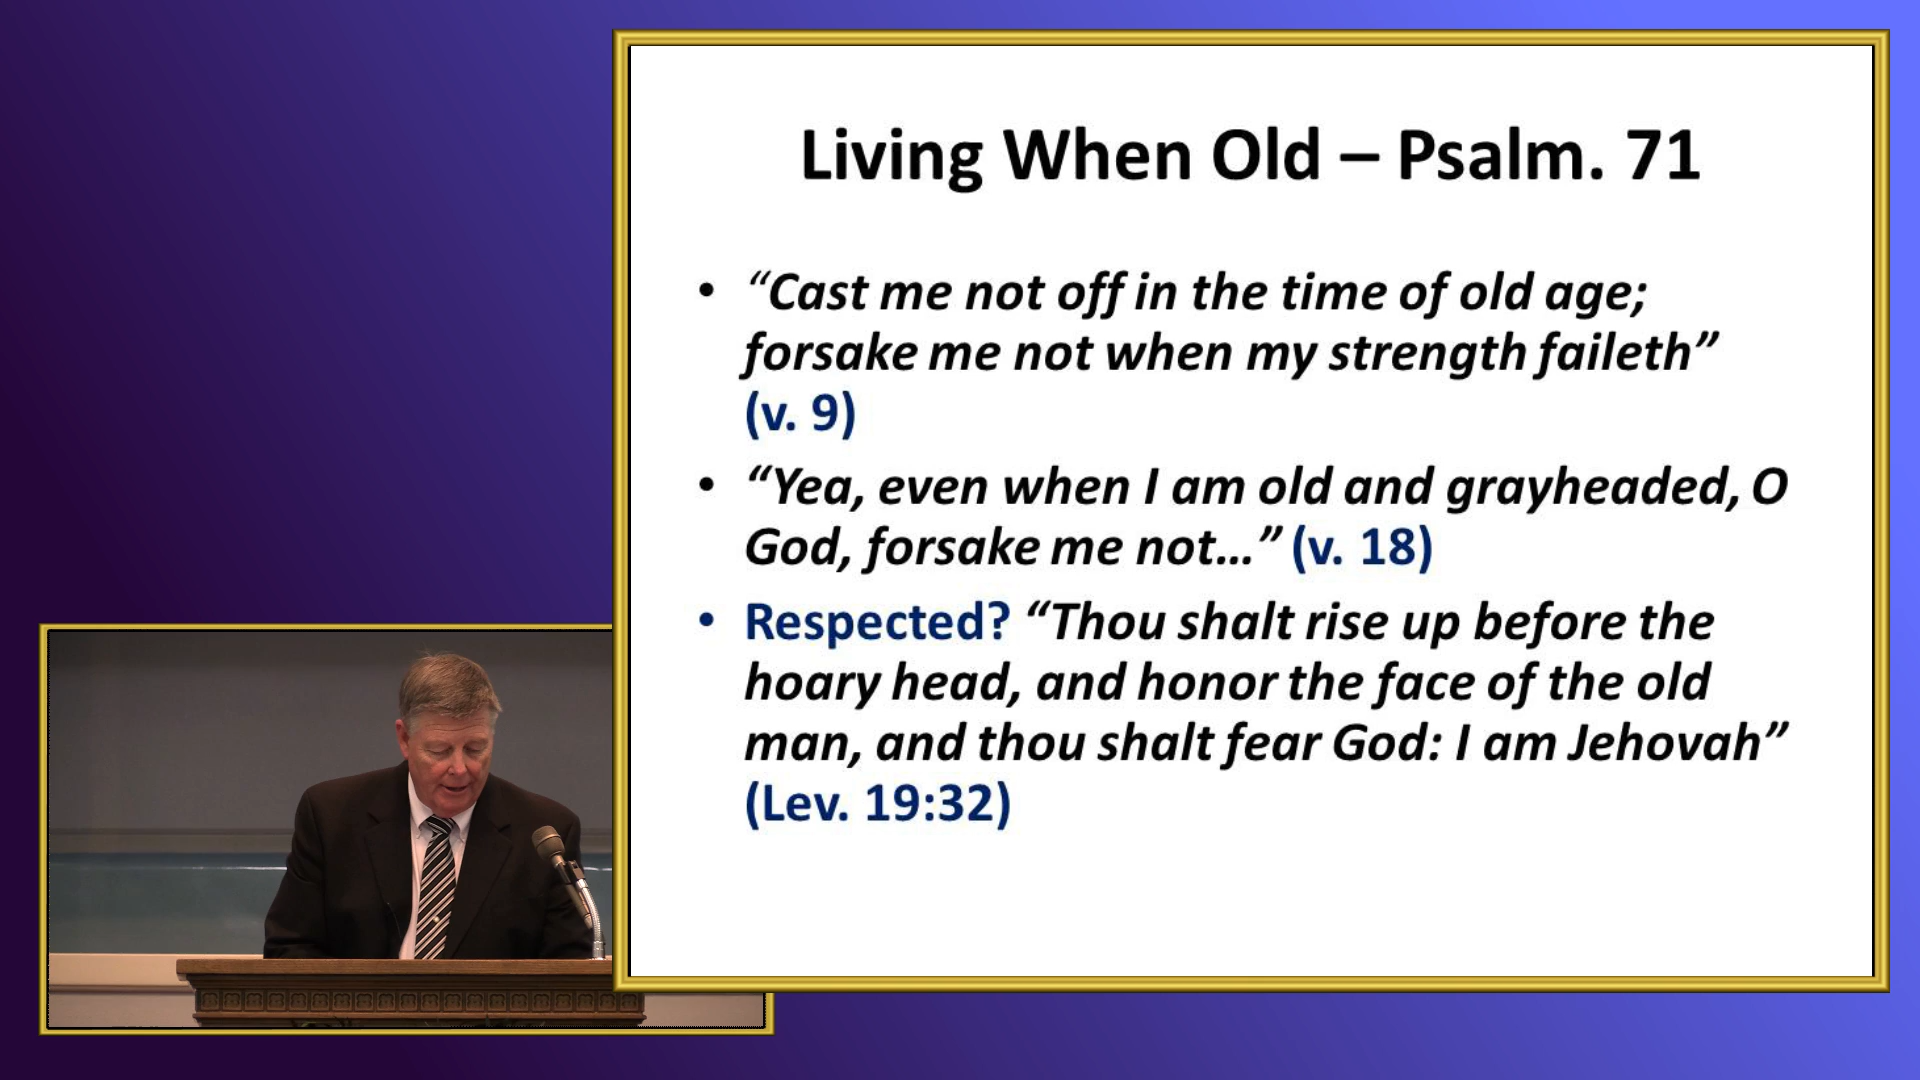 Living When Old – Psalm. 71
• “Cast me not off in the time of old age;
forsake me not when my strength faileth”
(v. 9)
• “Yea, even when I am old and grayheaded, O
God, forsake me not…” (v. 18)
• Respected? “Thou shalt rise up before the
hoary head, and honor the face of the old
man, and thou shalt fear God: I am Jehovah”
(Lev. 19:32)